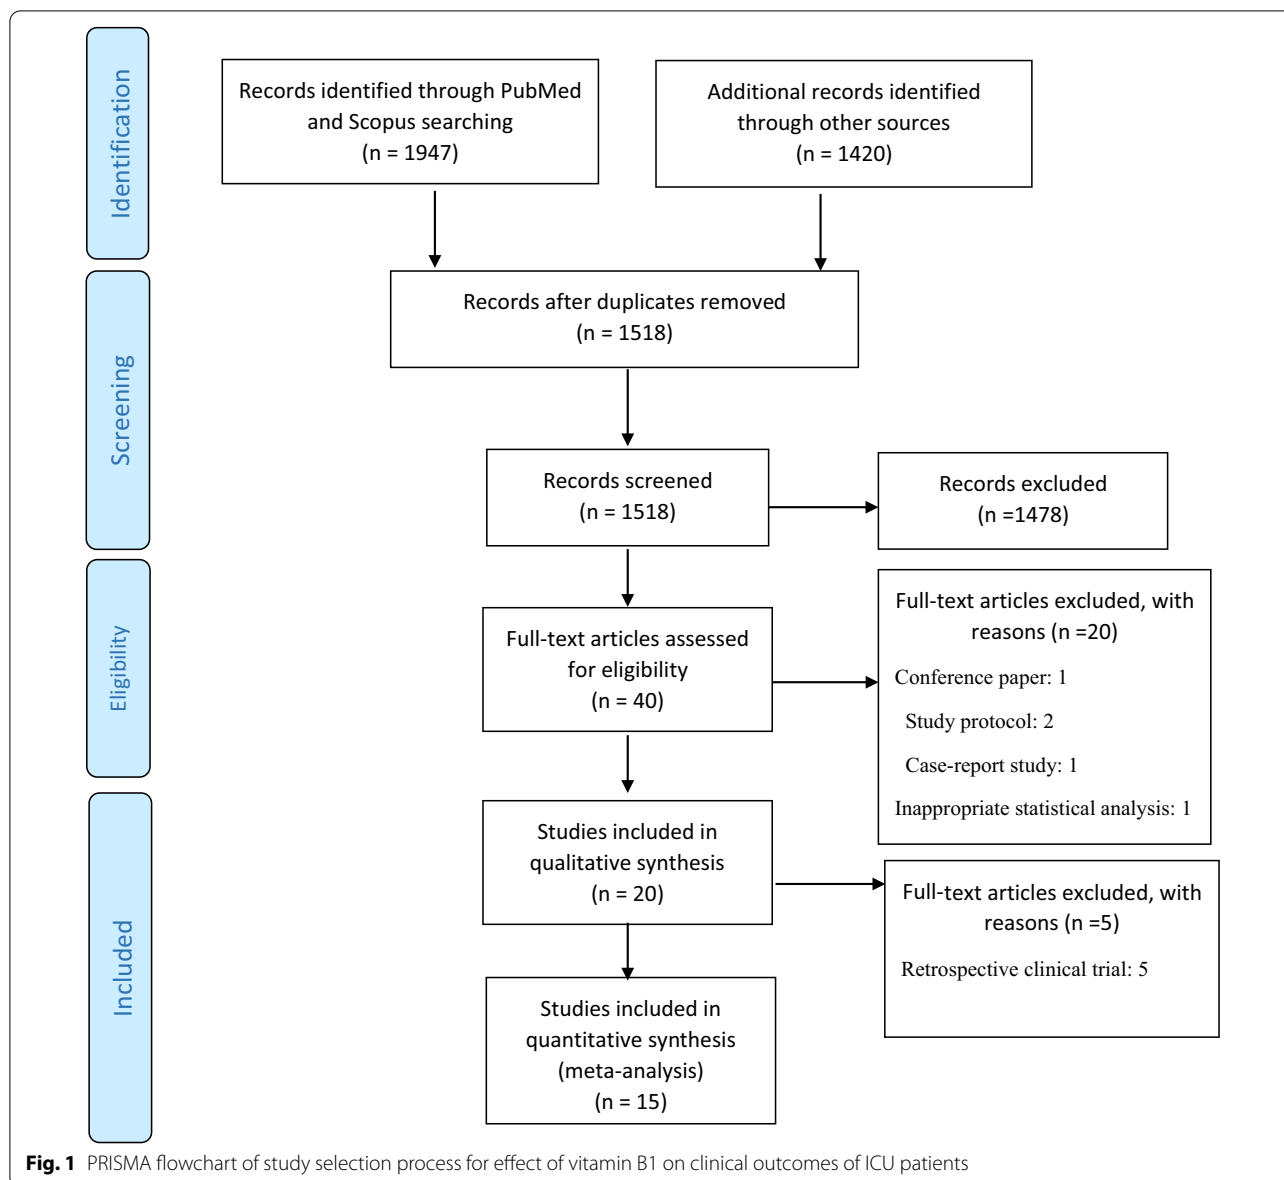 Identification
Records identified through PubMed
and Scopus searching
(n = 1947)
Additional records identified
through other sources
(n = 1420)
Screening
Records after duplicates removed
(n = 1518)
Records screened
(n = 1518)
Records excluded
(n =1478)
Eligibility
Full-text articles assessed
for eligibility
(n = 40)
Full-text articles excluded, with
reasons (n =20)
Conference paper: 1
Study protocol: 2
Case-report study: 1
Inappropriate statistical analysis: 1
Included
Studies included in
qualitative synthesis
(n = 20)
Full-text articles excluded, with
reasons (n =5)
Retrospective clinical trial: 5
Studies included in
quantitative synthesis
(meta-analysis)
(n = 15)
Fig. 1 PRISMA flowchart of study selection process for effect of vitamin B1 on clinical outcomes of ICU patients